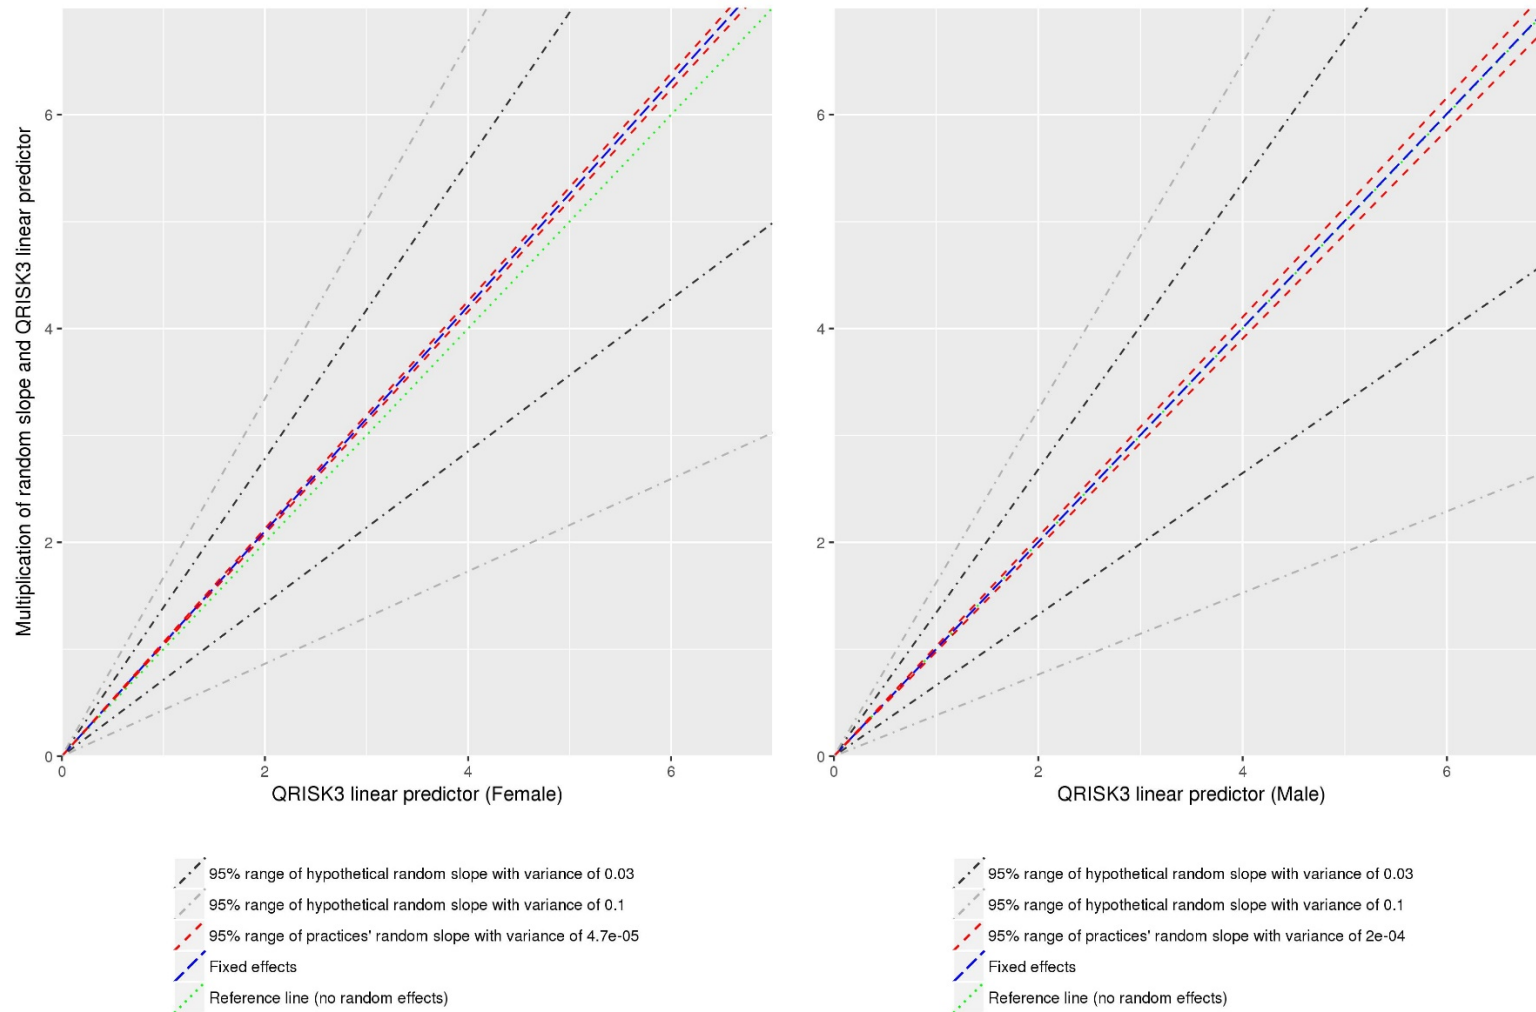 Multiplication of random slope and QRISK3 linear predictor
6
4
2
0
0 2 4 6
QRISK3 linear predictor (Female)
6
4
2
0
0 2 4 6
QRISK3 linear predictor (Male)
95% range of hypothetical random slope with variance of 0.03
95% range of hypothetical random slope with variance of 0.1
95% range of practices' random slope with variance of 4.7e-05
Fixed effects
Reference line (no random effects)
95% range of hypothetical random slope with variance of 0.03
95% range of hypothetical random slope with variance of 0.1
95% range of practices' random slope with variance of 2e-04
Fixed effects
Reference line (no random effects)